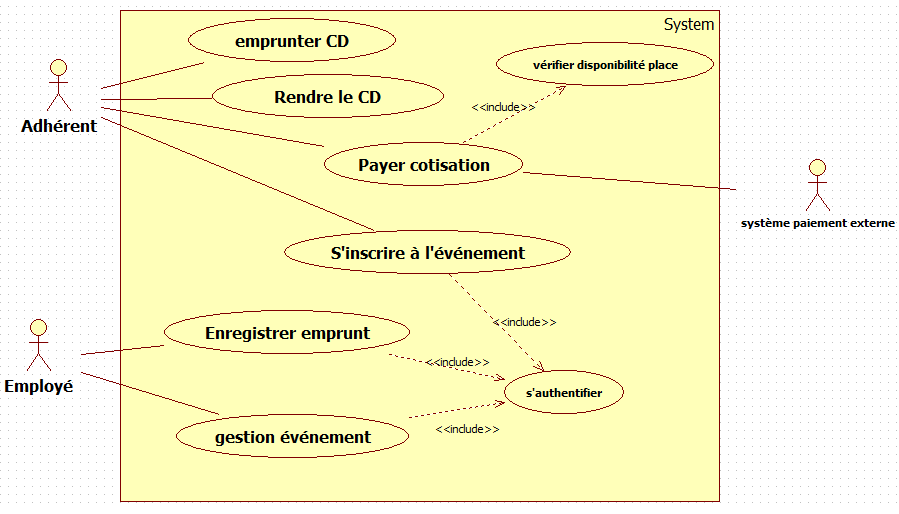 System
emprunter CD
vérifier disponibilité place
Rendre le CD
<<include>>
Adhérent
Payer cotisation
système paiement externe
S'inscrire à l'événement
<<include>>
Enregistrer emprunt
<<include>>
Employé
s'authentifier
<<include>>
gestion événement